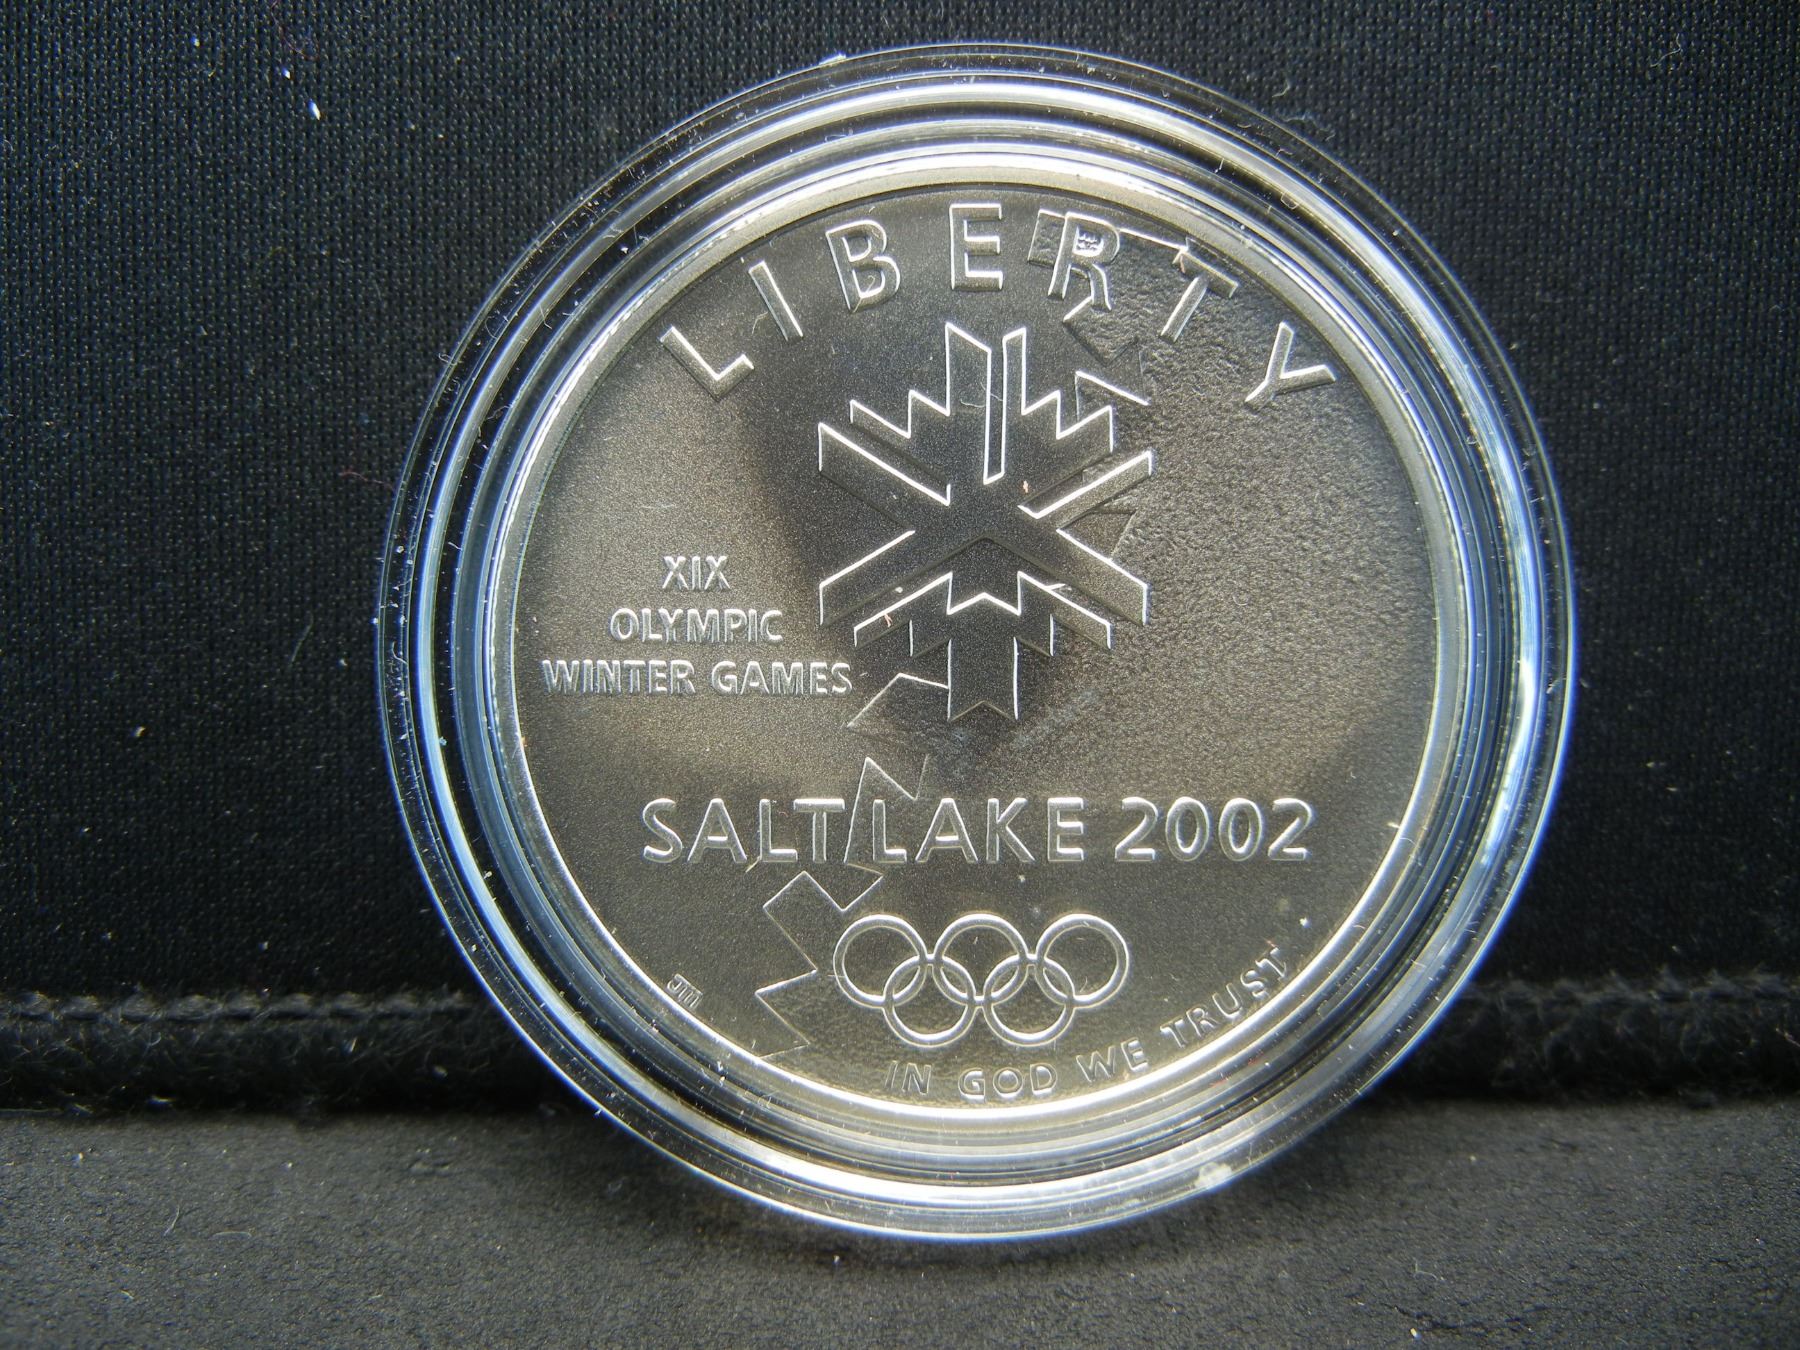 LIBERTY
XIX
OLYMPIC
WINTER GAMES
SALT LAKE 2002
IN GOD WE TRUST